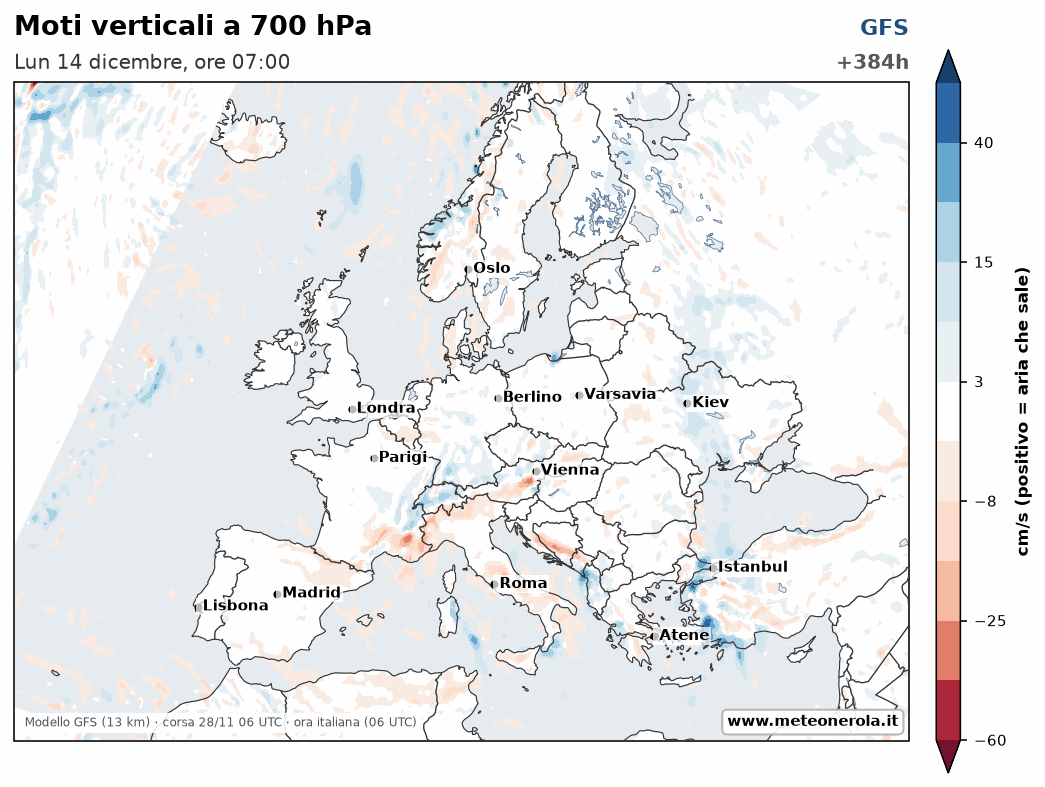 Moti verticali a 700 hPa
GFS
Lun 14 dicembre, ore 07:00
+384h
40
15
3
−8
−25
−60
cm/s (positivo = aria che sale)
Oslo
Londra
Berlino
Varsavia
Kiev
Parigi
Vienna
Istanbul
Roma
Madrid
Lisbona
Atene
Modello GFS (13 km) · corsa 28/11 06 UTC · ora italiana (06 UTC)
www.meteonerola.it